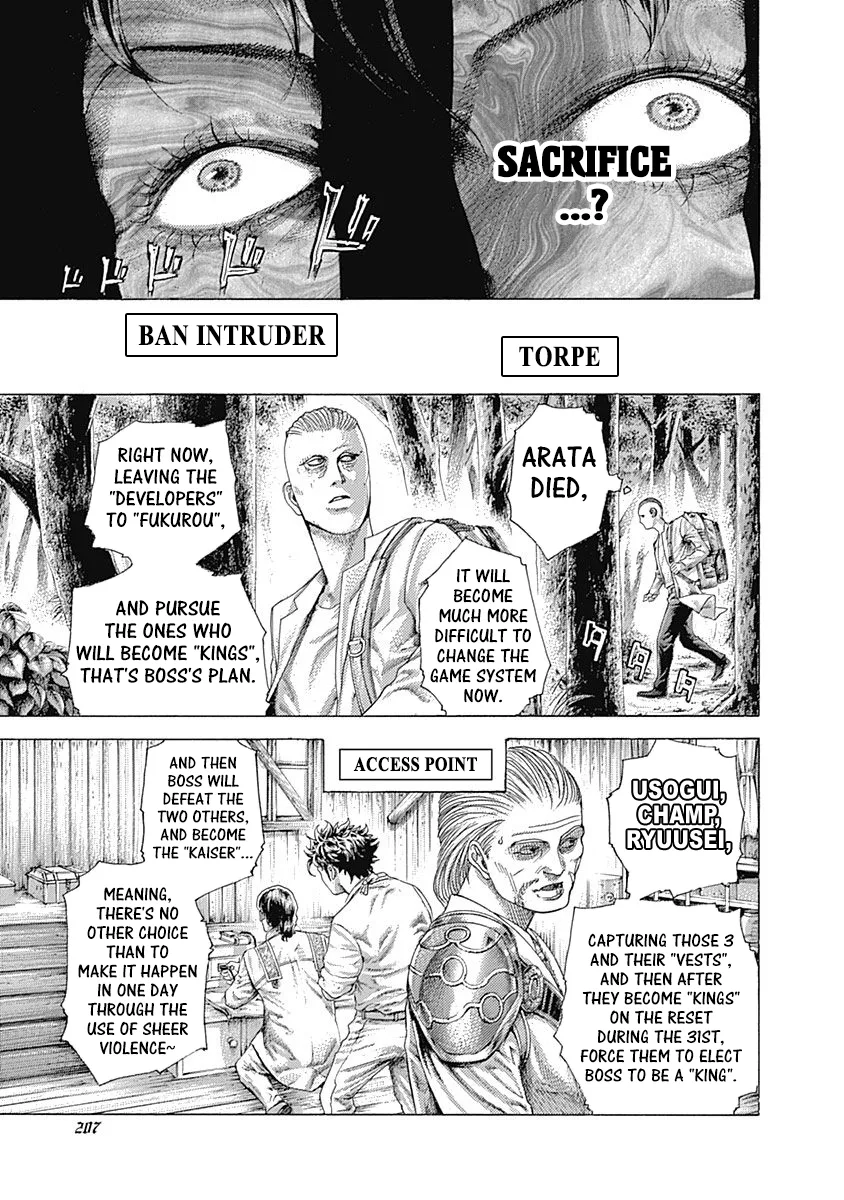 SACRIFICE
...?
ド
ド
ド
ド
ド
BAN INTRUDER
TORPE
ARATA
DIED,
IT WILL
BECOME
MUCH MORE
DIFFICULT TO
CHANGE THE
GAME SYSTEM
NOW.
タ
タ
タ
RIGHT NOW,
LEAVING THE
"DEVELOPERS"
TO "FUKUROU",
AND PURSUE
THE ONES WHO
WILL BECOME "KINGS",
THAT'S BOSS'S PLAN.
ACCESS POINT
USOGUI,
CHAMP,
RYUUSEI,
CAPTURING THOSE 3
AND THEIR "VESTS",
AND THEN AFTER
THEY BECOME "KINGS"
ON THE RESET
DURING THE 31ST,
FORCE THEM TO ELECT
BOSS TO BE A "KING".
AND THEN
BOSS WILL
DEFEAT THE
TWO OTHERS,
AND BECOME
THE "KAISER"...
MEANING,
THERE'S NO
OTHER CHOICE
THAN TO
MAKE IT HAPPEN
IN ONE DAY
THROUGH THE
USE OF SHEER
VIOLENCE~
207